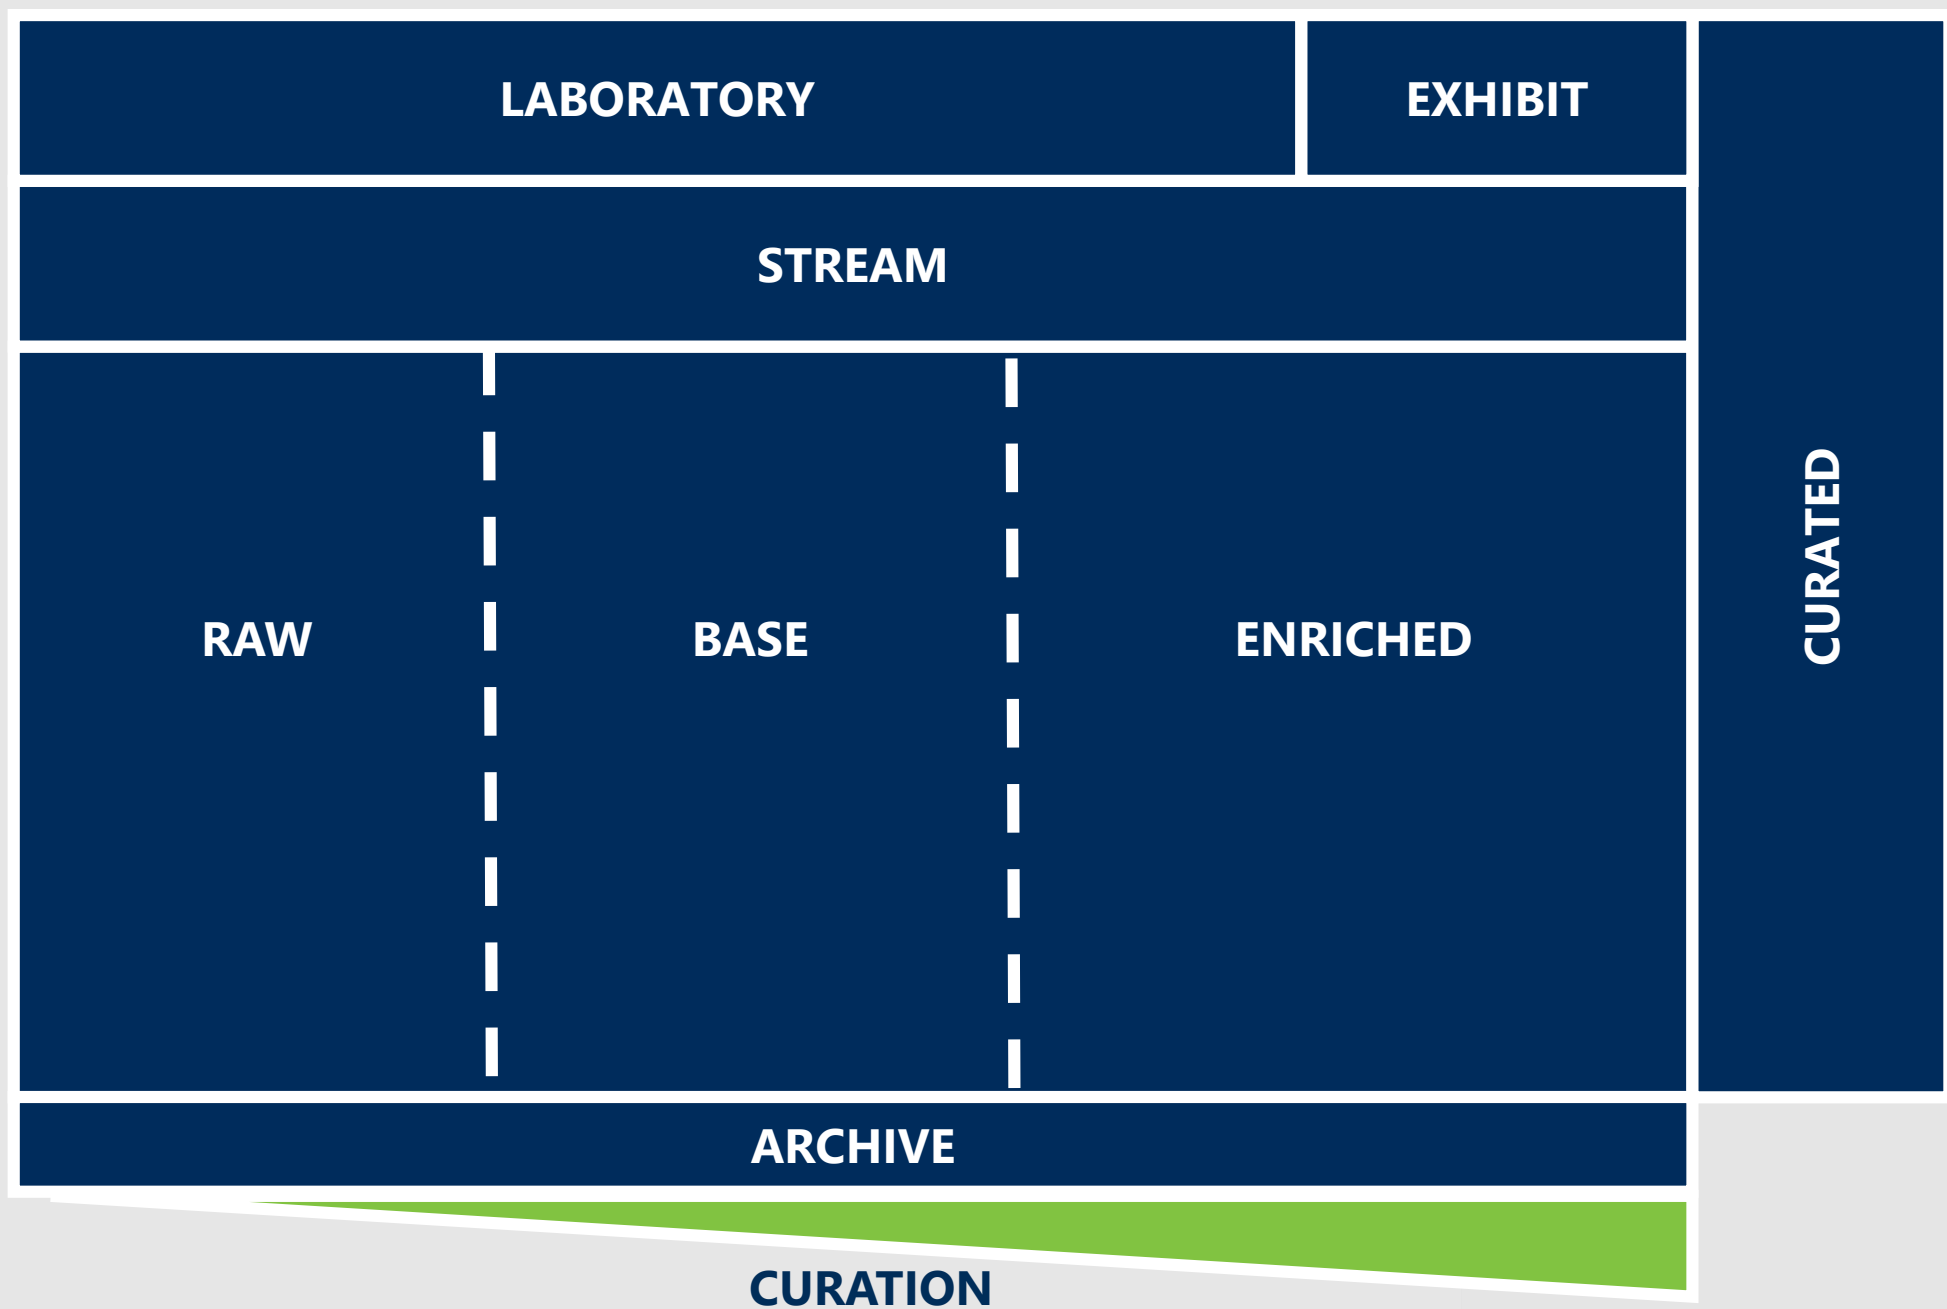 LABORATORY
EXHIBIT
STREAM
RAW
BASE
ENRICHED
CURATED
ARCHIVE
CURATION